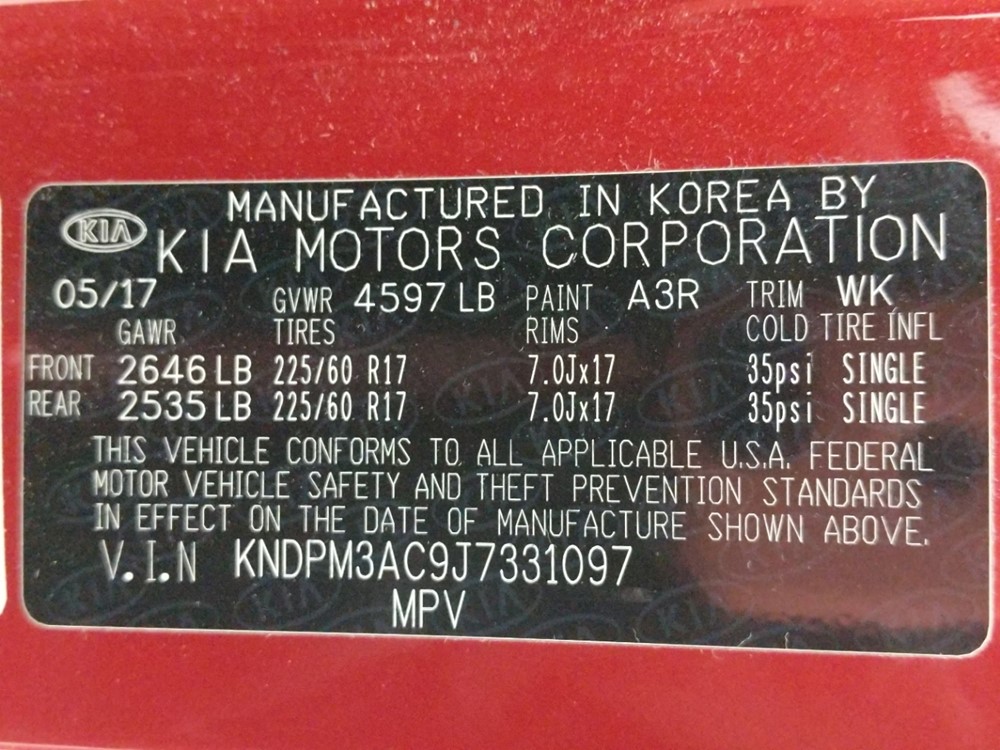 KIA MANUFACTURED IN KOREA BY
KIA MOTORS CORPORATION
05/17 GVWR 4597 LB PAINT A3R TRIM WK
GAWR TIRES RIMS COLD TIRE INFL
FRONT 2646 LB 225/60 R17 7.0Jx17 35psi SINGLE
REAR 2535 LB 225/60 R17 7.0Jx17 35psi SINGLE
THIS VEHICLE CONFORMS TO ALL APPLICABLE U.S.A. FEDERAL
MOTOR VEHICLE SAFETY AND THEFT PREVENTION STANDARDS
IN EFFECT ON THE DATE OF MANUFACTURE SHOWN ABOVE.
V.I.N KNDPM3AC9J7331097
MPV